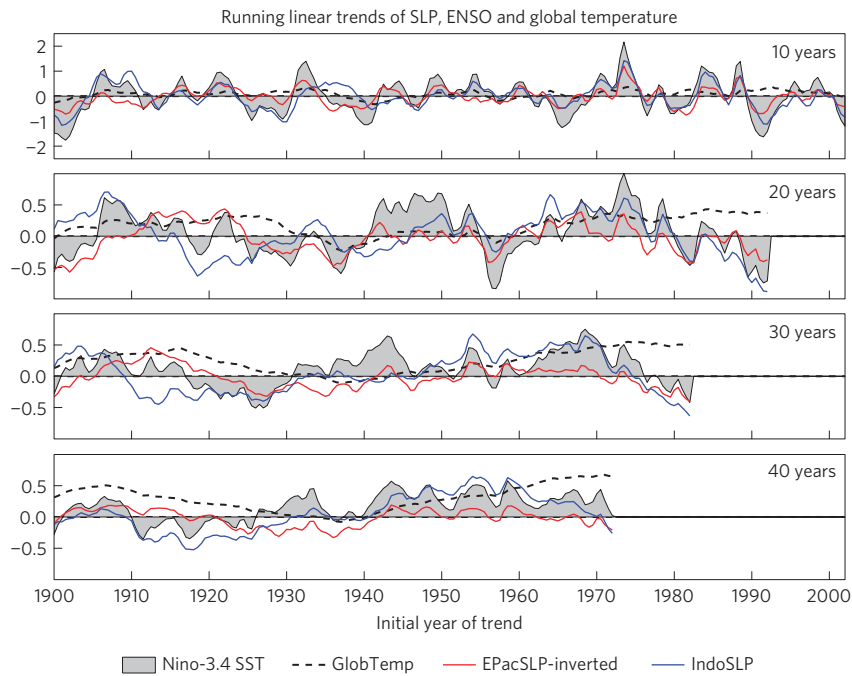 Running linear trends of SLP, ENSO and global temperature
10 years
2
1
0
−1
−2
20 years
0.5
0.0
−0.5
30 years
0.5
0.0
−0.5
40 years
0.5
0.0
−0.5
1900 1910 1920 1930 1940 1950 1960 1970 1980 1990 2000
Initial year of trend
Nino-3.4 SST GlobTemp EPacSLP-inverted IndoSLP